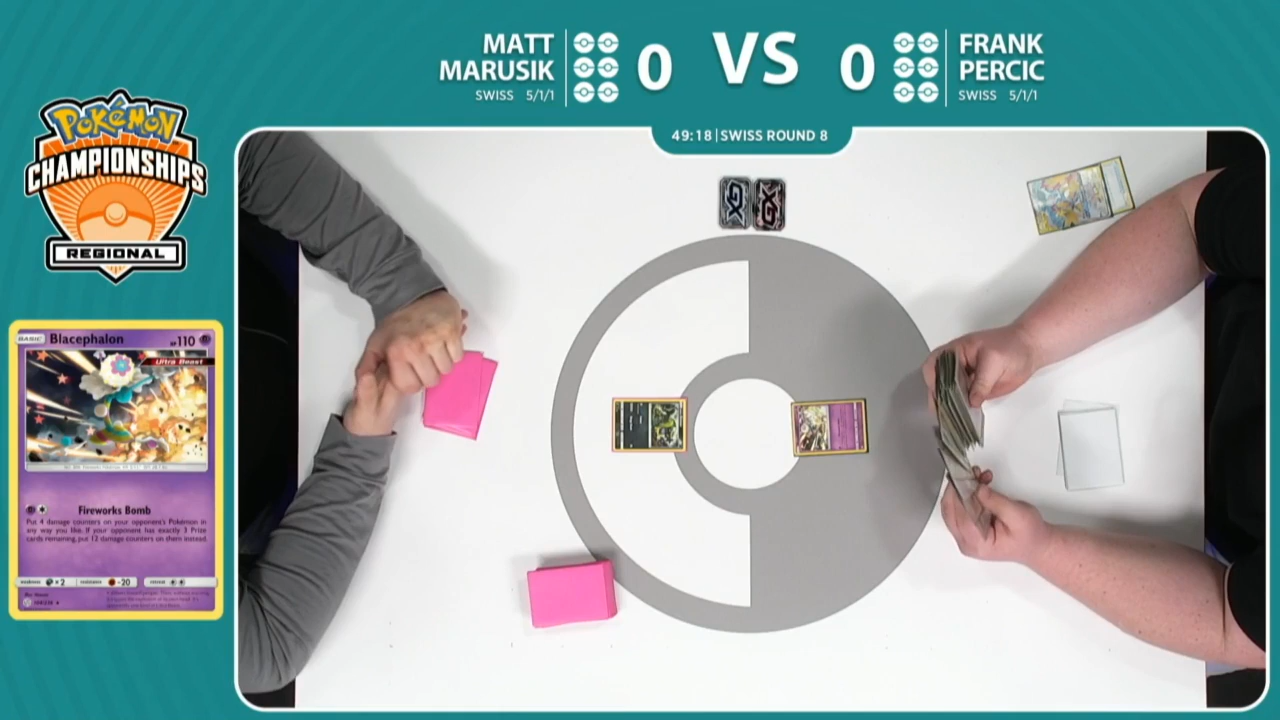 MATT
MARUSIK
SWISS 5/1/1
0 VS 0
FRANK
PERCIC
SWISS 5/1/1
49:18 | SWISS ROUND 8
POKÉMON
CHAMPIONSHIPS
REGIONAL
GX GX
BASIC Blacephalon HP110
Ultra Beast
Fireworks Bomb
Put 4 damage counters on your opponent's Pokémon in
any way you like. If your opponent has exactly 3 Prize
cards remaining, put 12 damage counters on them instead.
×2
-20